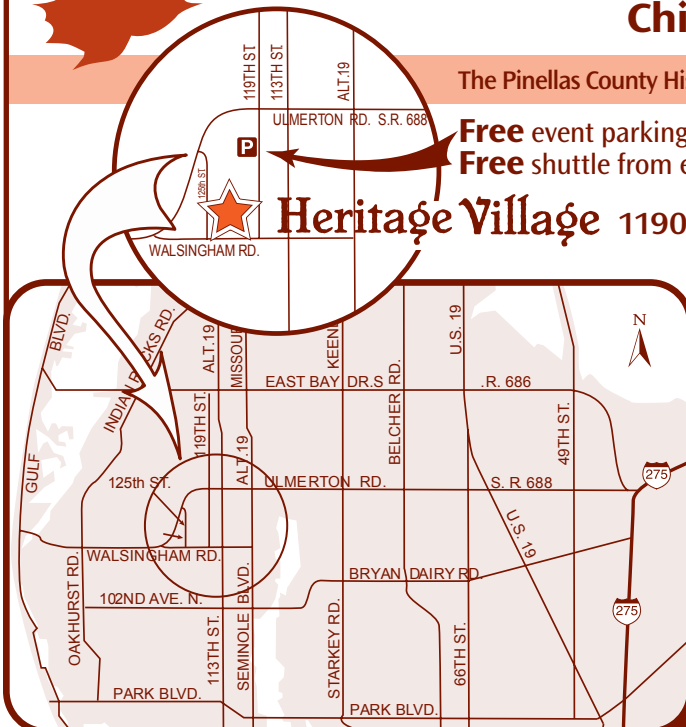 Chi
The Pinellas County Hi
Free event parking
Free shuttle from e
Heritage Village 1190
119TH ST.
113TH ST.
ALT.19
ULMERTON RD. S.R. 688
P
125th ST.
WALSINGHAM RD.
N
BLVD.
GULF
INDIAN ROCKS RD.
ALT.19
MISSOU
KEEN
U.S. 19
EAST BAY DR.S .R. 686
119TH ST.
ALT.19
BELCHER RD.
49TH ST.
125th ST.
ULMERTON RD. S. R 688
275
U.S. 19
WALSINGHAM RD.
BRYAN DAIRY RD.
102ND AVE. N.
275
OAKHURST RD.
113TH ST.
SEMINOLE BLVD.
STARKEY RD.
66TH ST.
PARK BLVD.
PARK BLVD.